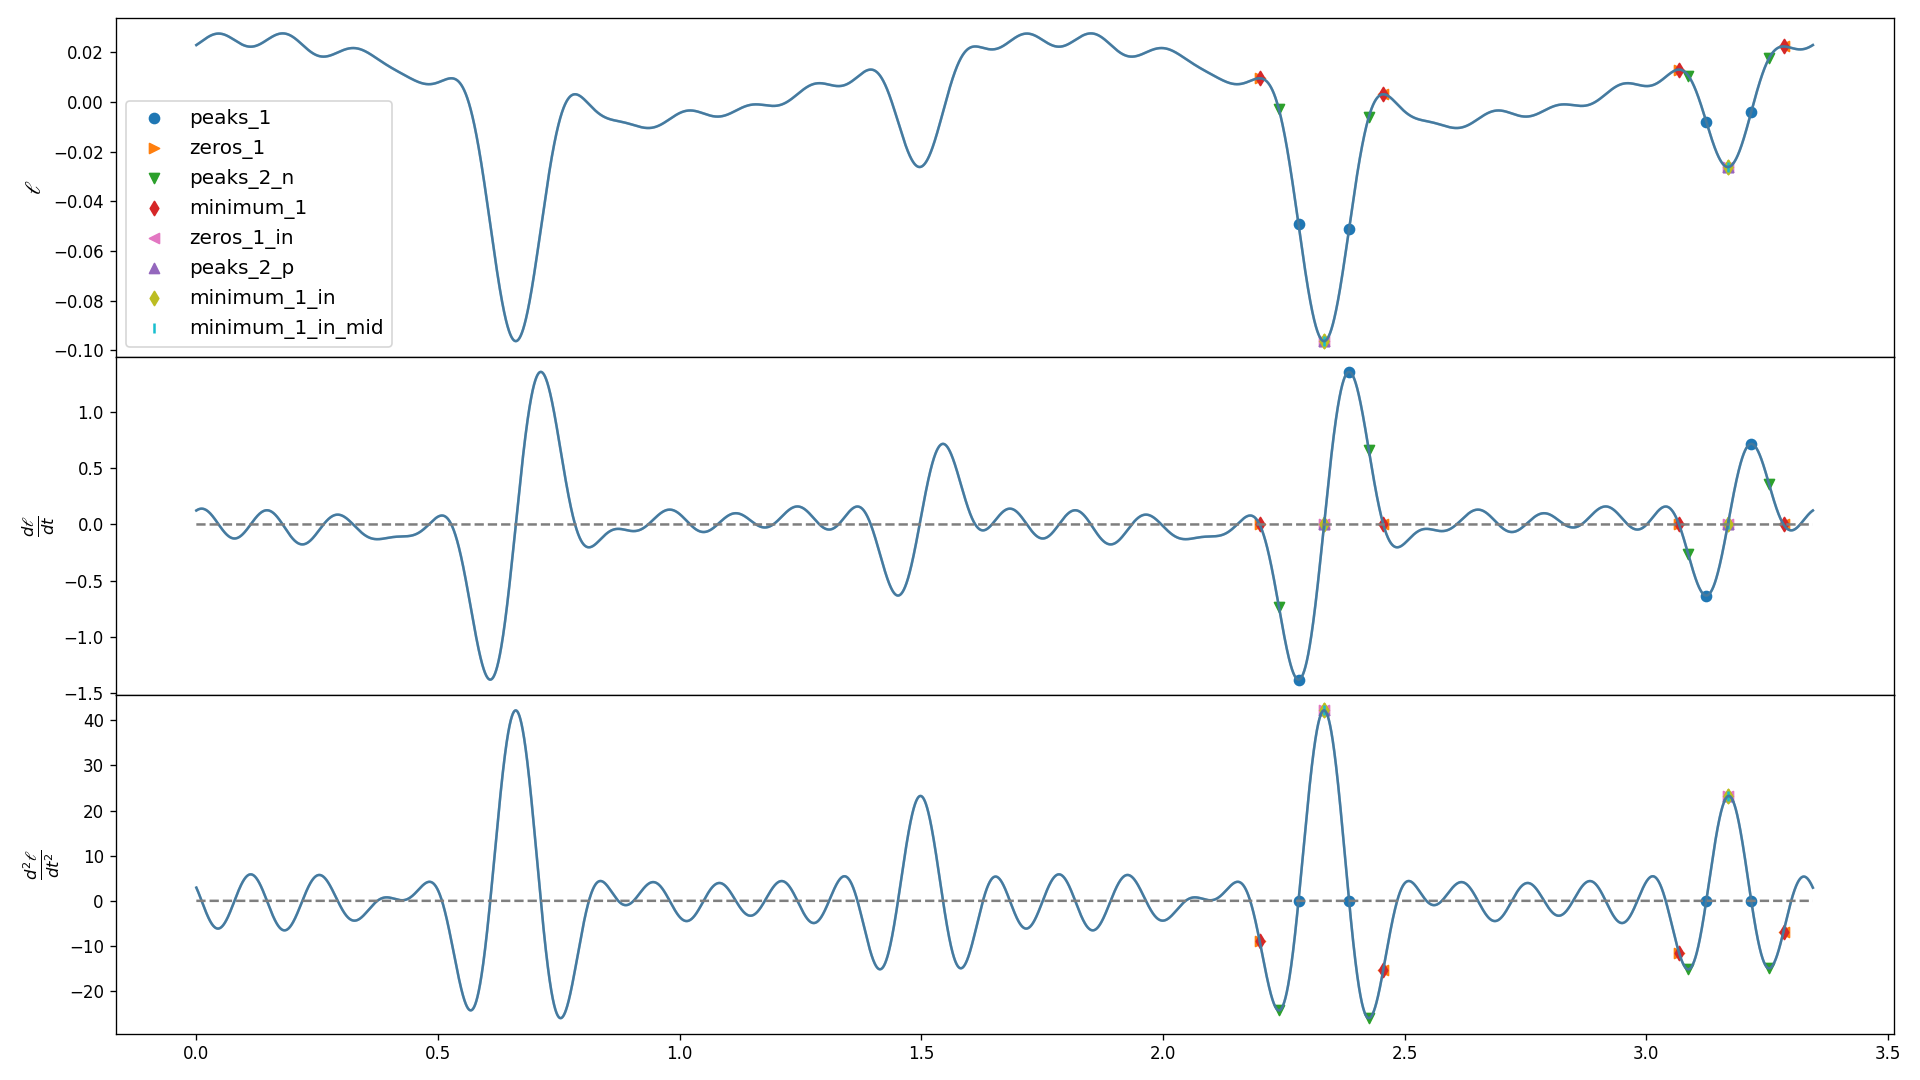 0.02
0.00
−0.02
−0.04
−0.06
−0.08
−0.10
ℓ
peaks_1
zeros_1
peaks_2_n
minimum_1
zeros_1_in
peaks_2_p
minimum_1_in
minimum_1_in_mid
1.0
0.5
0.0
−0.5
−1.0
−1.5
dℓ
dt
40
30
20
10
0
−10
−20
d²ℓ
dt²
0.0 0.5 1.0 1.5 2.0 2.5 3.0 3.5